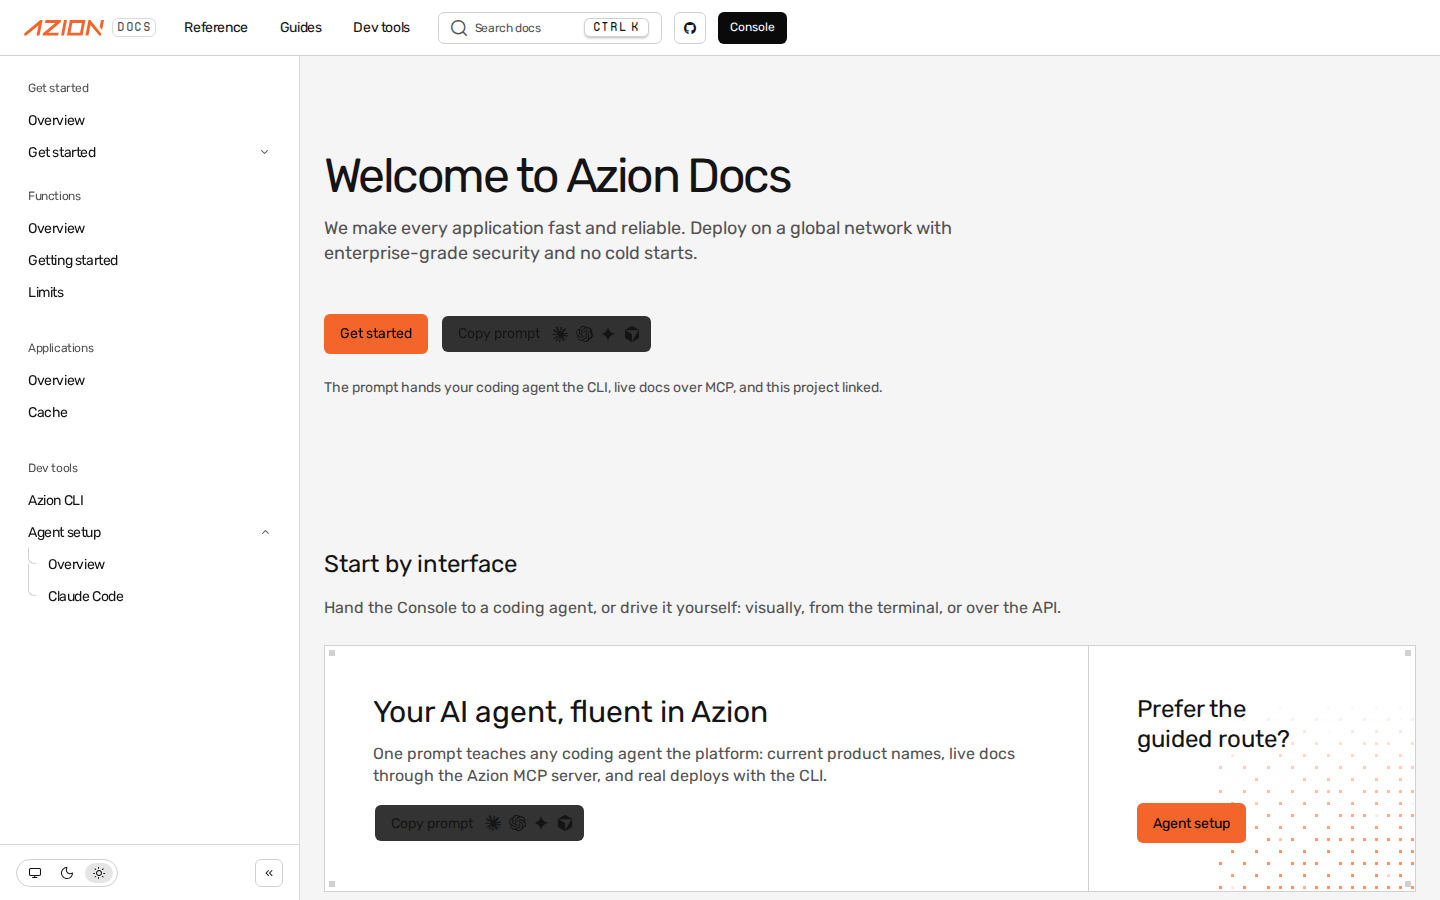 AZION DOCS Reference Guides Dev tools Search docs CTRL K Console
Get started
Overview
Get started
Functions
Overview
Getting started
Limits
Applications
Overview
Cache
Dev tools
Azion CLI
Agent setup
Overview
Claude Code
Welcome to Azion Docs
We make every application fast and reliable. Deploy on a global network with
enterprise-grade security and no cold starts.
Get started Copy prompt
The prompt hands your coding agent the CLI, live docs over MCP, and this project linked.
Start by interface
Hand the Console to a coding agent, or drive it yourself: visually, from the terminal, or over the API.
Your AI agent, fluent in Azion
One prompt teaches any coding agent the platform: current product names, live docs
through the Azion MCP server, and real deploys with the CLI.
Copy prompt
Prefer the
guided route?
Agent setup